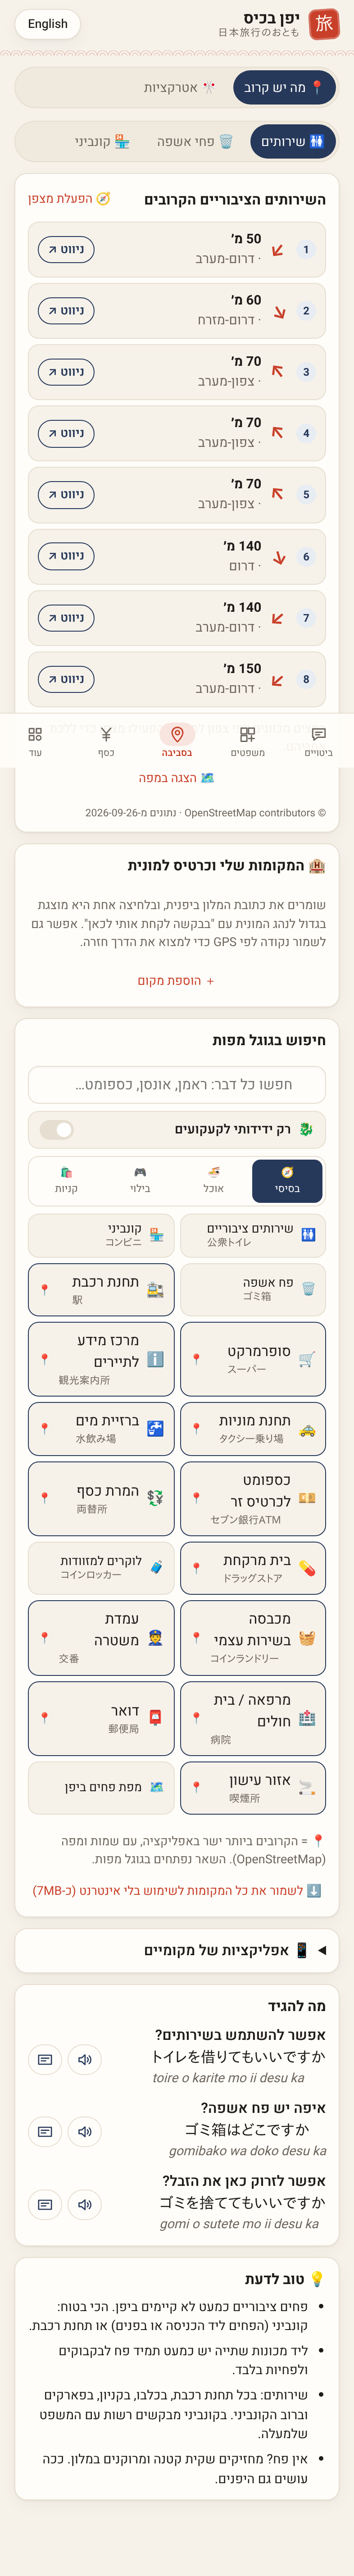 יפן בכיס
日本旅行のおとも
旅
English
📍 מה יש קרוב
🎌 אטרקציות
🚻 שירותים
🗑️ פחי אשפה
🏪 קונביני
השירותים הציבוריים הקרובים
🧭 הפעלת מצפן
1
50 מ׳
· דרום-מערב
ניווט ↗
2
60 מ׳
· דרום-מזרח
ניווט ↗
3
70 מ׳
· צפון-מערב
ניווט ↗
4
70 מ׳
· צפון-מערב
ניווט ↗
5
70 מ׳
· צפון-מערב
ניווט ↗
6
140 מ׳
· דרום
ניווט ↗
7
140 מ׳
· דרום-מערב
ניווט ↗
8
150 מ׳
· דרום-מערב
ניווט ↗
ביטויים
משפטים
בסביבה
כסף
עוד
🗺️ הצגה במפה
© OpenStreetMap contributors · נתונים מ-2026-09-26
🏨 המקומות שלי וכרטיס למונית
שומרים את כתובת המלון ביפנית, ובלחיצה אחת היא מוצגת
בגדול לנהג המונית עם "בבקשה לקחת אותי לכאן". אפשר גם
לשמור נקודה לפי GPS כדי למצוא את הדרך חזרה.
+ הוספת מקום
חיפוש בגוגל מפות
חפשו כל דבר: ראמן, אונסן, כספומט...
🐉 רק ידידותי לקעקועים
🧭 בסיסי
🍜 אוכל
🎮 בילוי
🛍️ קניות
🚻 שירותים ציבוריים
公衆トイレ
🏪 קונביני
コンビニ
🗑️ פח אשפה
ゴミ箱
🚉 תחנת רכבת
駅
🛒 סופרמרקט
スーパー
ℹ️ מרכז מידע
לתיירים
観光案内所
🚕 תחנת מוניות
タクシー乗り場
🚰 ברזיית מים
水飲み場
💴 כספומט
לכרטיס זר
セブン銀行ATM
💱 המרת כסף
両替所
💊 בית מרקחת
ドラッグストア
🧳 לוקרים למזוודות
コインロッカー
🧺 מכבסה
בשירות עצמי
コインランドリー
👮 עמדת
משטרה
交番
🏥 מרפאה / בית
חולים
病院
📮 דואר
郵便局
🚬 אזור עישון
喫煙所
🗺️ מפת פחים ביפן
📍 = הקרובים ביותר ישר באפליקציה, עם שמות ומפה
(OpenStreetMap). השאר נפתחים בגוגל מפות.
⬇️ לשמור את כל המקומות לשימוש בלי אינטרנט (כ-7MB)
◀ 📱 אפליקציות של מקומיים
מה להגיד
אפשר להשתמש בשירותים?
トイレを借りてもいいですか
toire o karite mo ii desu ka
איפה יש פח אשפה?
ゴミ箱はどこですか
gomibako wa doko desu ka
אפשר לזרוק כאן את הזבל?
ゴミを捨ててもいいですか
gomi o sutete mo ii desu ka
💡 טוב לדעת
• פחים ציבוריים כמעט לא קיימים ביפן. הכי בטוח:
קונביני (הפחים ליד הכניסה או בפנים) או תחנת רכבת.
• ליד מכונות שתייה יש כמעט תמיד פח לבקבוקים
ולפחיות בלבד.
• שירותים: בכל תחנת רכבת, בכלבו, בקניון, בפארקים
וברוב הקונביני. בקונביני מבקשים רשות עם המשפט
שלמעלה.
• אין פח? מחזיקים שקית קטנה ומרוקנים במלון. ככה
עושים גם היפנים.